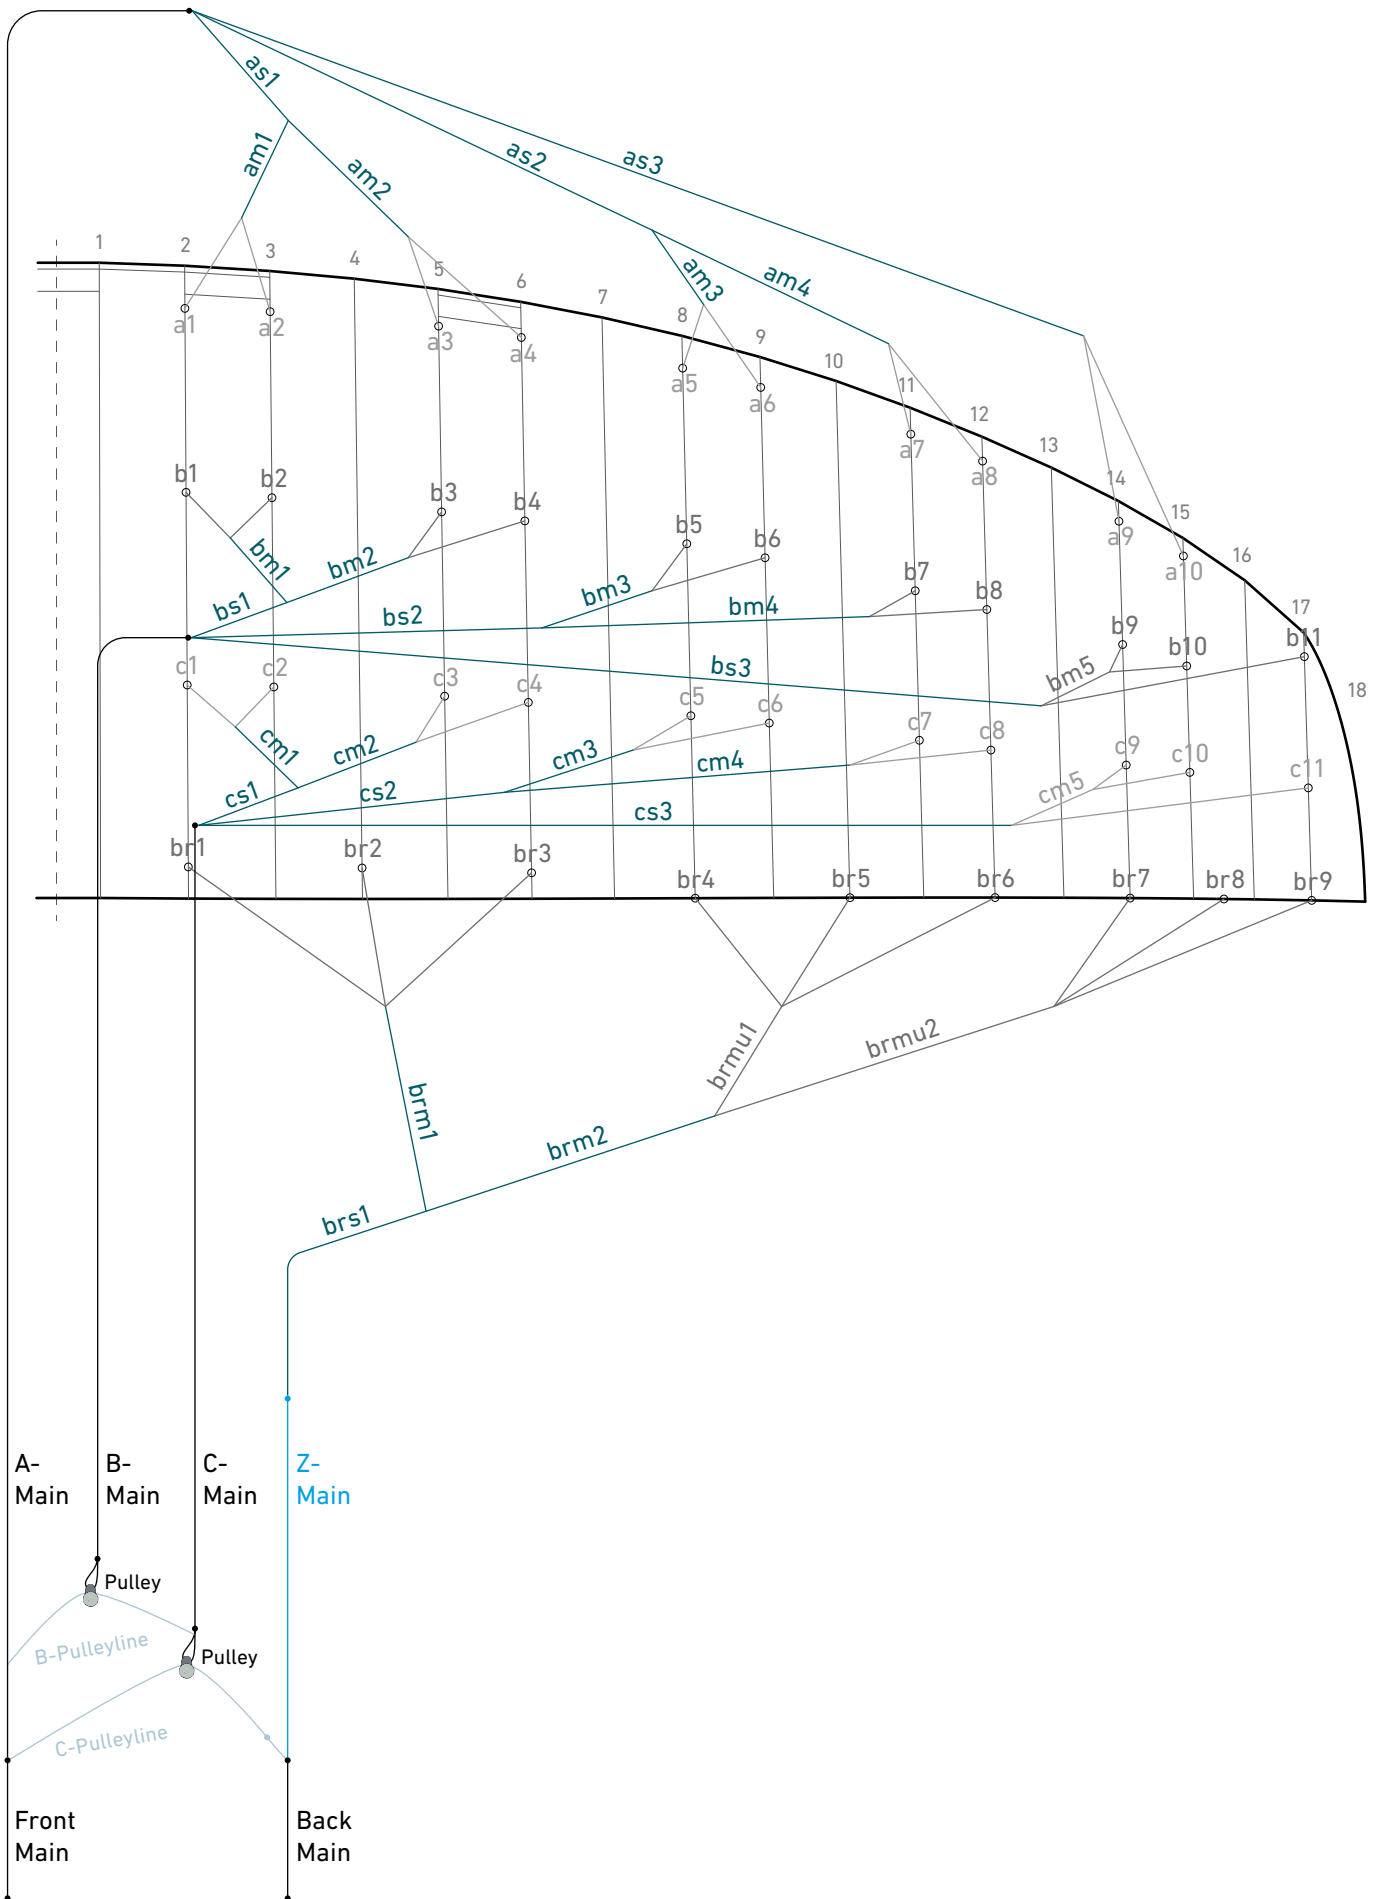 as1
am1
am2
as2
as3
am3
am4
1
2
3
4
5
6
7
8
9
10
11
12
13
14
15
16
17
18
a1
a2
a3
a4
a5
a6
a7
a8
a9
a10
b1
b2
b3
b4
b5
b6
b7
b8
b9
b10
b11
bm1
bm2
bm3
bm4
bm5
bs1
bs2
bs3
c1
c2
c3
c4
c5
c6
c7
c8
c9
c10
c11
cm1
cm2
cm3
cm4
cm5
cs1
cs2
cs3
br1
br2
br3
br4
br5
br6
br7
br8
br9
brmu1
brmu2
brm1
brm2
brs1
A-
Main
B-
Main
C-
Main
Z-
Main
Pulley
B-Pulleyline
Pulley
C-Pulleyline
Front
Main
Back
Main